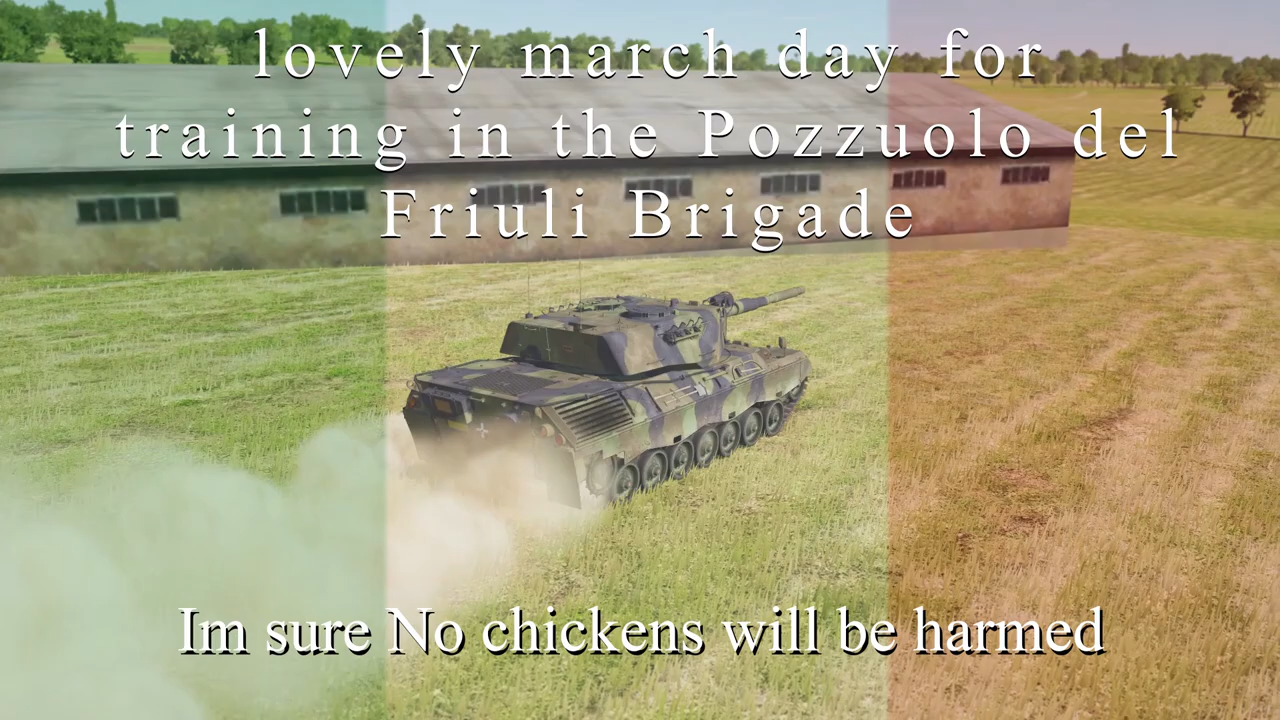 lovely march day for
training in the Pozzuolo del
Friuli Brigade
Im sure No chickens will be harmed